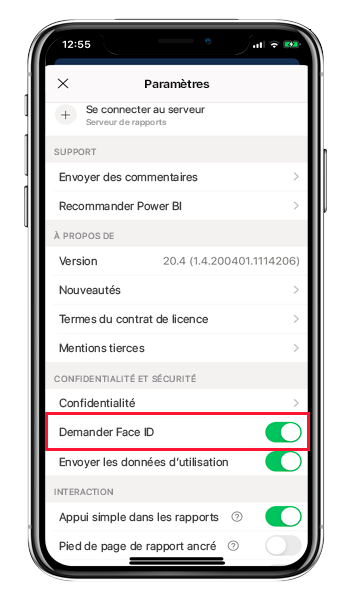 12:55
Paramètres
Se connecter au serveur
Serveur de rapports
SUPPORT
Envoyer des commentaires
Recommander Power BI
À PROPOS DE
Version 20.4 (1.4.200401.1114206)
Nouveautés
Termes du contrat de licence
Mentions tierces
CONFIDENTIALITÉ ET SÉCURITÉ
Confidentialité
Demander Face ID
Envoyer les données d’utilisation
INTERACTION
Appui simple dans les rapports ?
Pied de page de rapport ancré ?